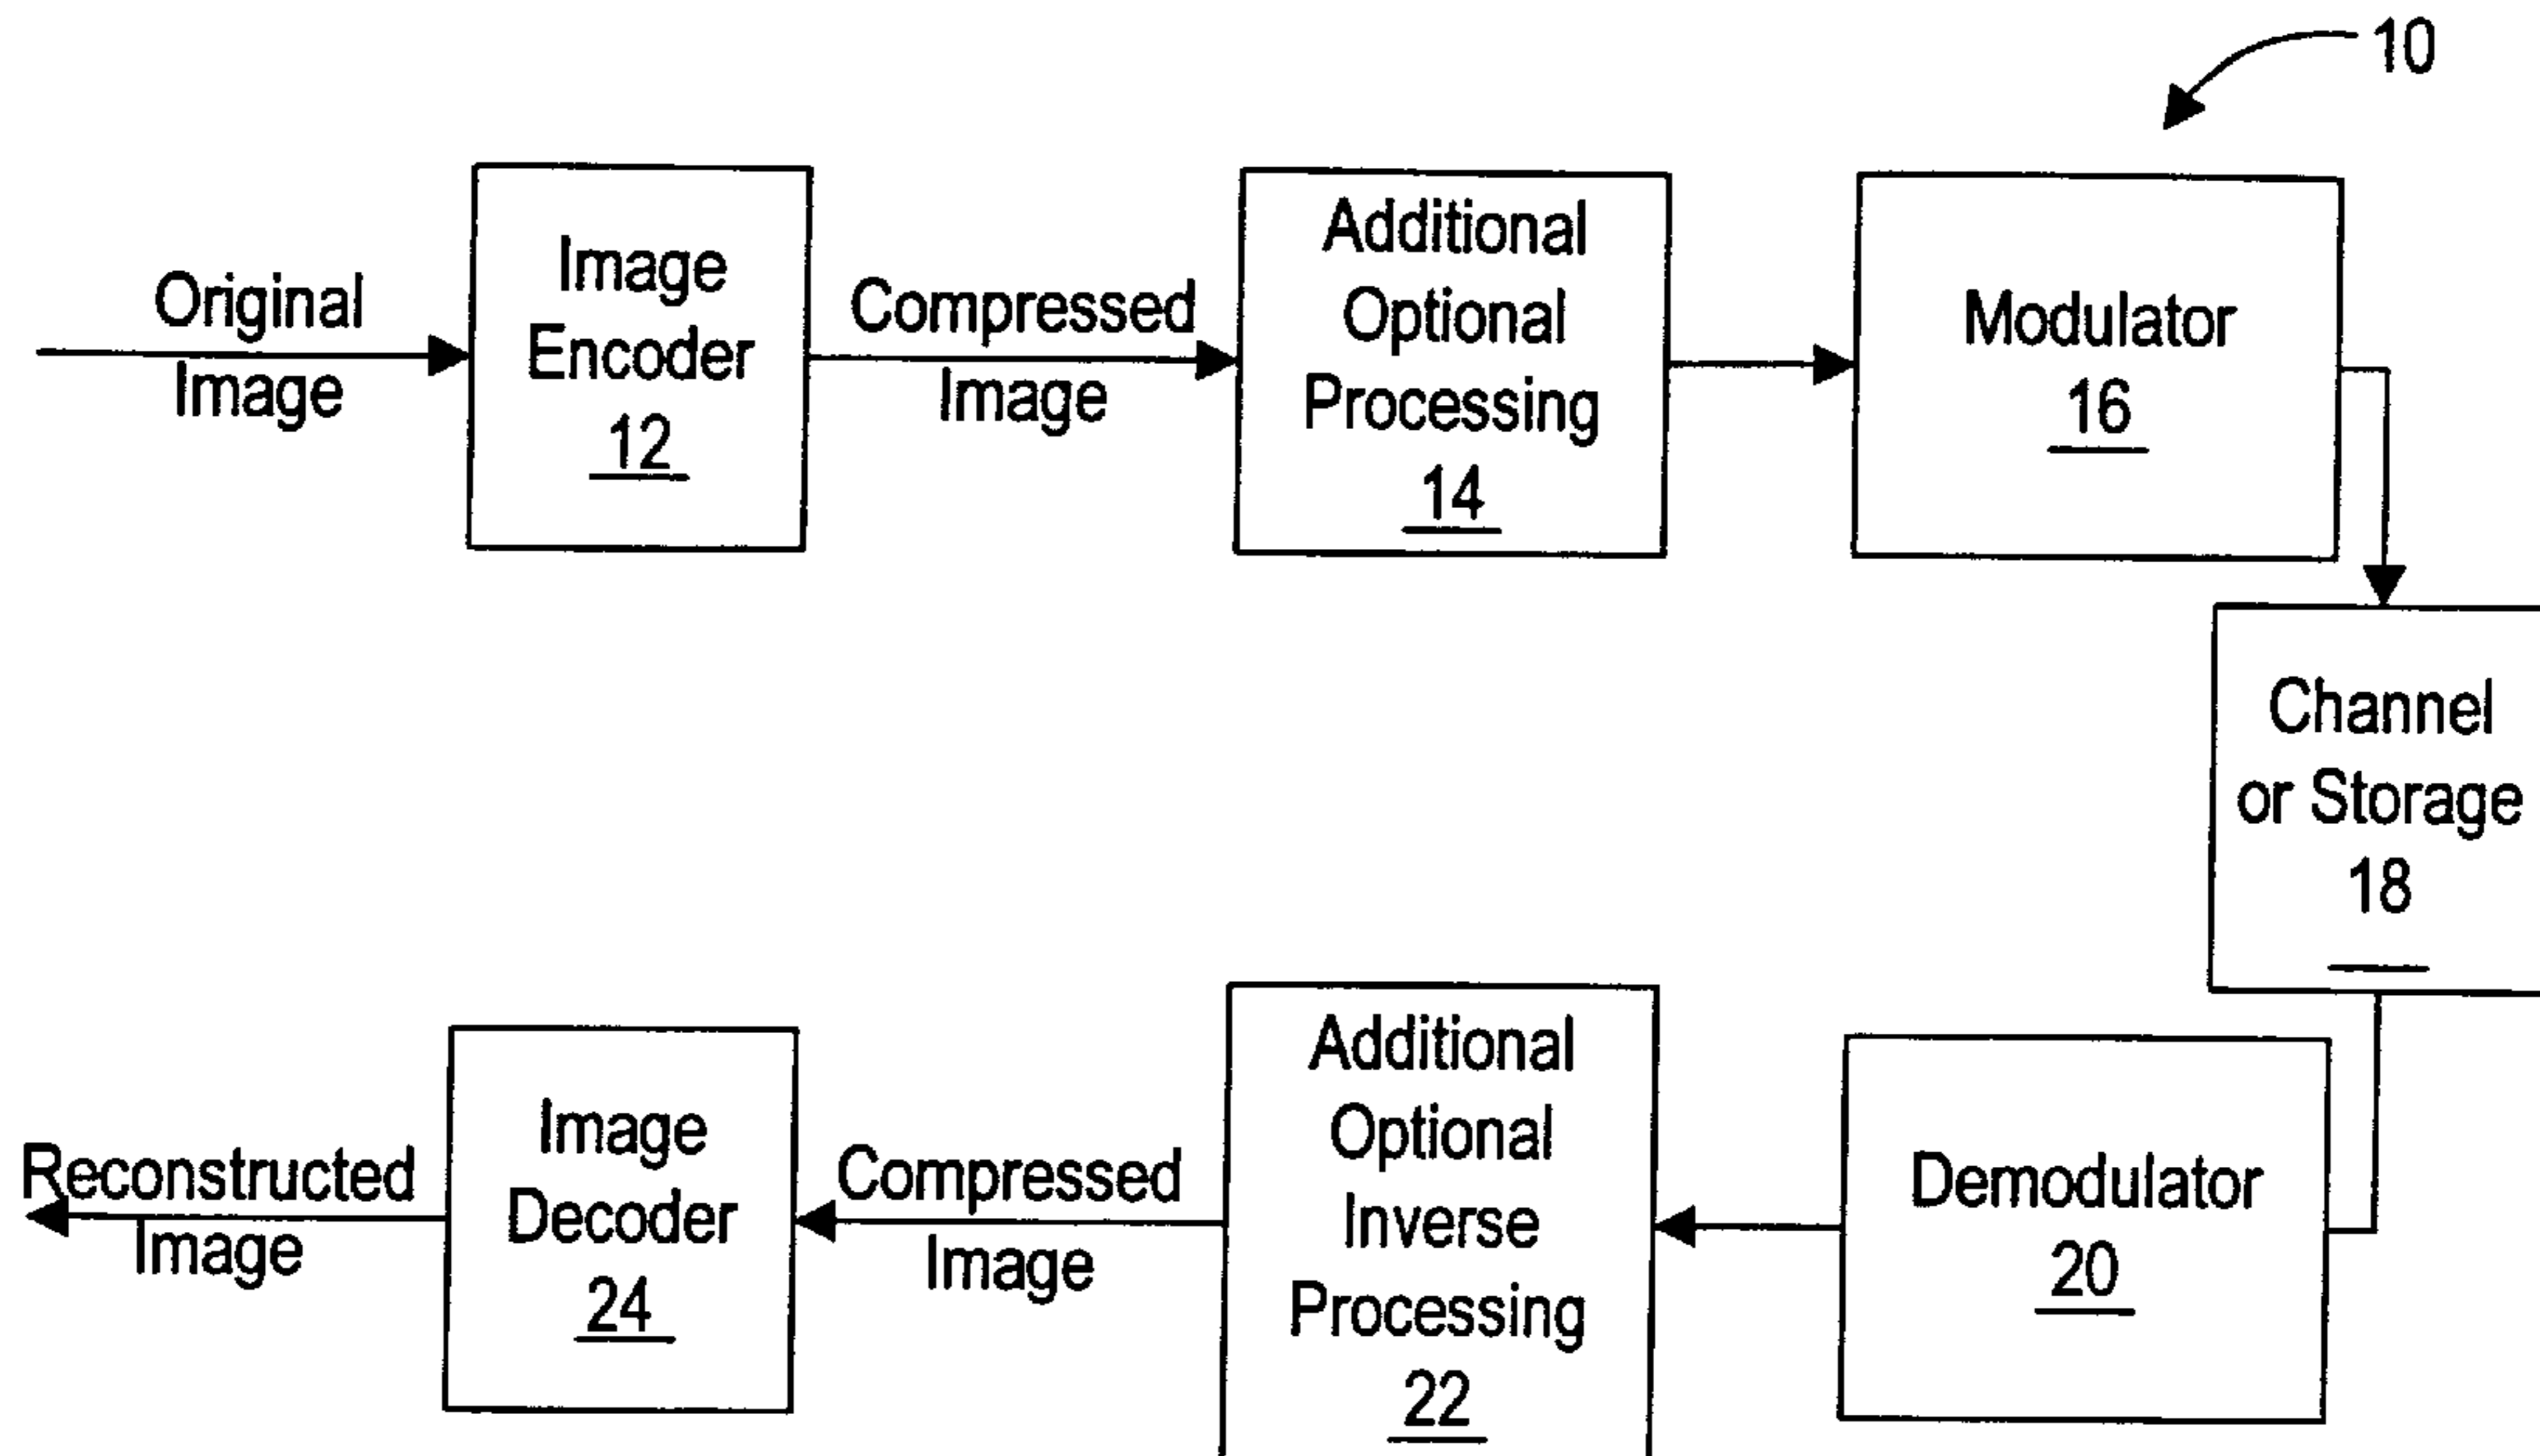 10
Original
Image
Image
Encoder
12
Compressed
Image
Additional
Optional
Processing
14
Modulator
16
Channel
or Storage
18
Demodulator
20
Additional
Optional
Inverse
Processing
22
Compressed
Image
Image
Decoder
24
Reconstructed
Image